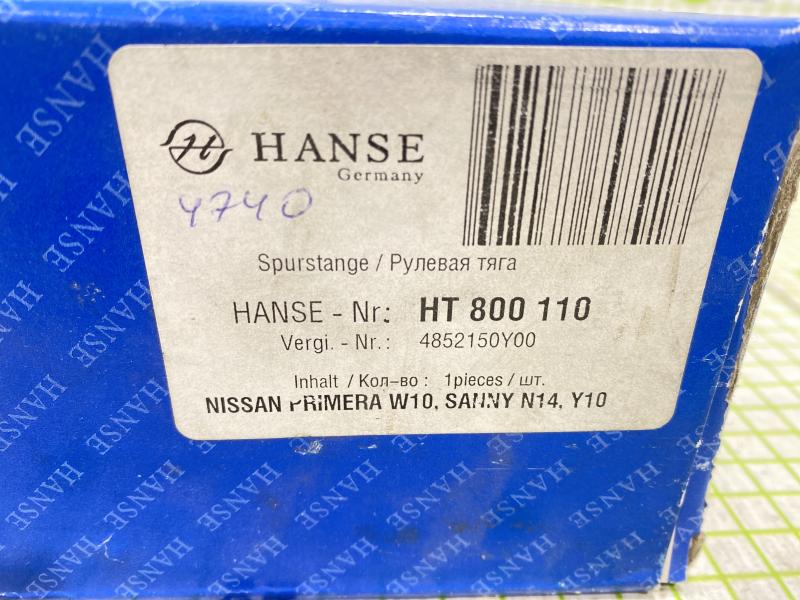 HANSE
Germany
4740
Spurstange / Рулевая тяга
HANSE - Nr.: HT 800 110
Vergi. - Nr.: 4852150Y00
Inhalt / Кол-во : 1pieces / шт.
NISSAN PRIMERA W10, SANNY N14, Y10